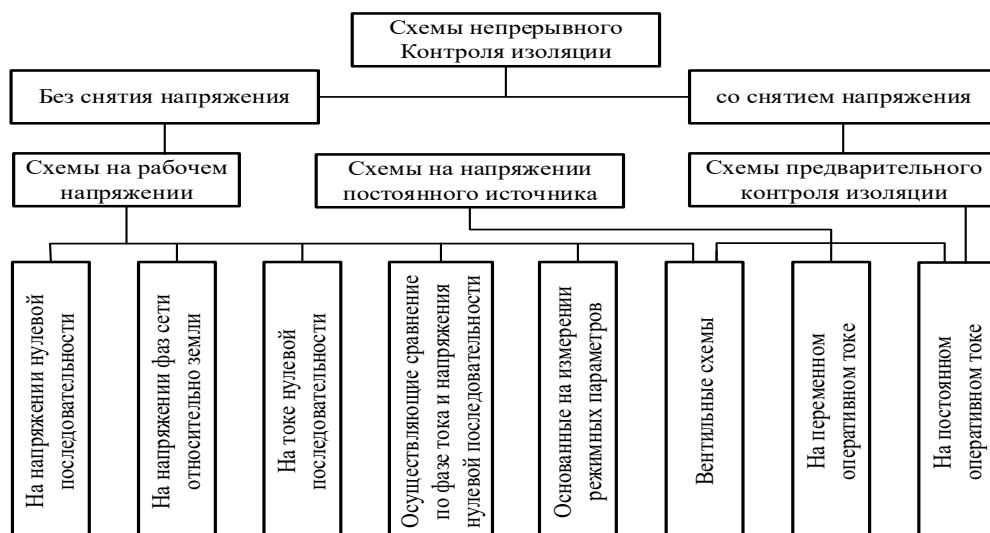 Схемы непрерывного
Контроля изоляции
Без снятия напряжения
со снятием напряжения
Схемы на рабочем
напряжении
Схемы на напряжении
постоянного источника
Схемы предварительного
контроля изоляции
На напряжении нулевой
последовательности
На напряжении фаз сети
относительно земли
На токе нулевой
последовательности
Осуществляющие сравнение
по фазе тока и напряжения
нулевой последовательности
Основанные на измерении
режимных параметров
Вентильные схемы
На переменном
оперативном токе
На постоянном
оперативном токе